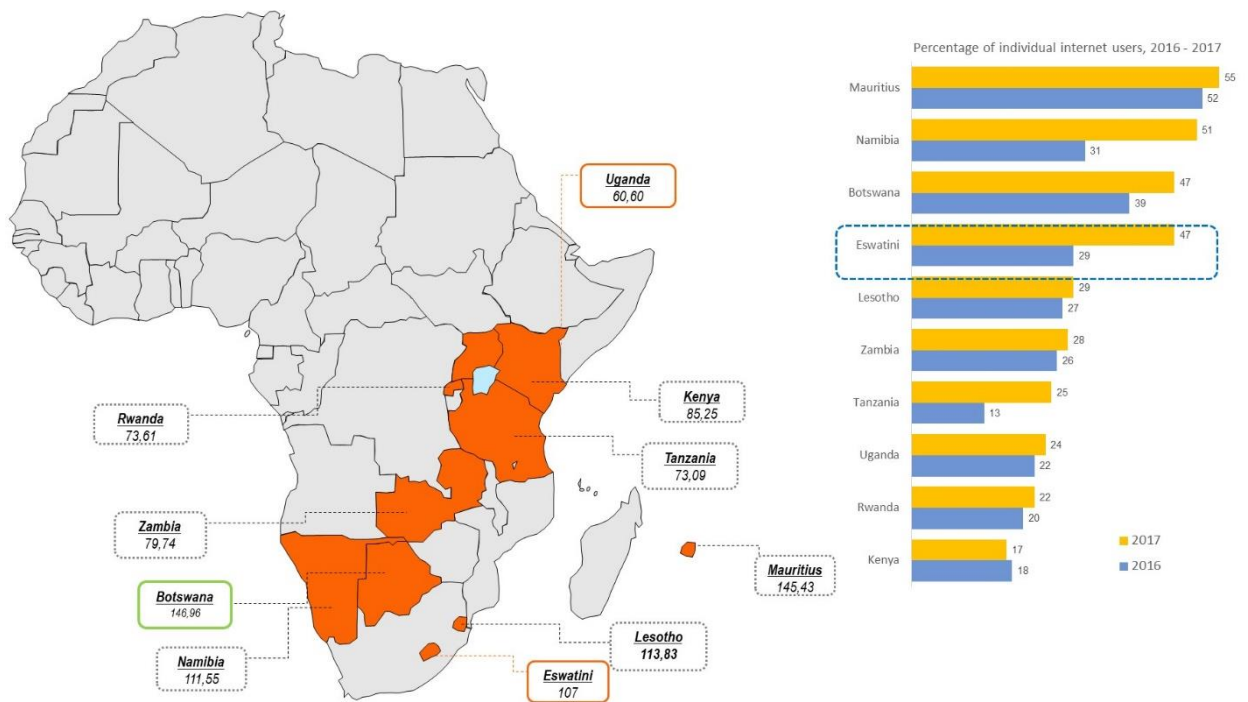 Uganda
60,60
Kenya
85,25
Rwanda
73,61
Tanzania
73,09
Zambia
79,74
Mauritius
145,43
Botswana
146,96
Lesotho
113,83
Namibia
111,55
Eswatini
107
Percentage of individual internet users, 2016 - 2017
Mauritius
55
52
Namibia
51
31
Botswana
47
39
Eswatini
47
29
Lesotho
29
27
Zambia
28
26
Tanzania
25
13
Uganda
24
22
Rwanda
22
20
Kenya
17
18
2017
2016